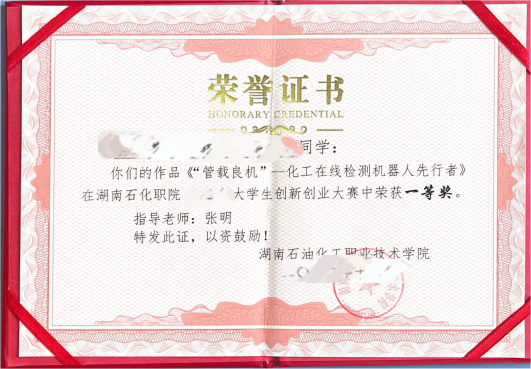 荣誉证书
HONORARY CREDENTIAL
同学：
你们的作品《“管载良机”--化工在线检测机器人先行者》
在湖南石化职院 大学生创新创业大赛中荣获一等奖。
指导老师：张明
特发此证，以资鼓励！
湖南石油化工职业技术学院